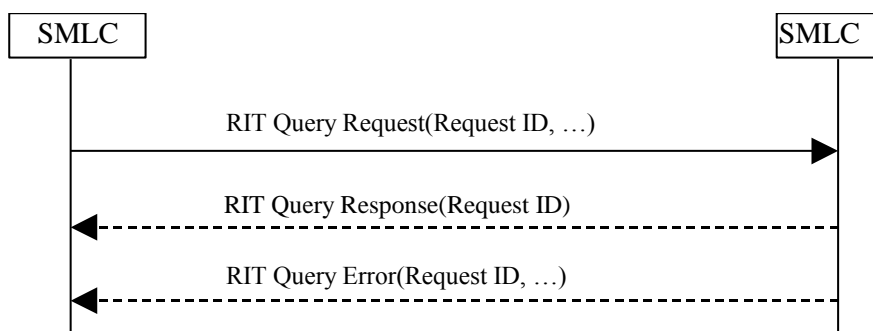 SMLC
SMLC
RIT Query Request(Request ID, …)
RIT Query Response(Request ID)
RIT Query Error(Request ID, …)